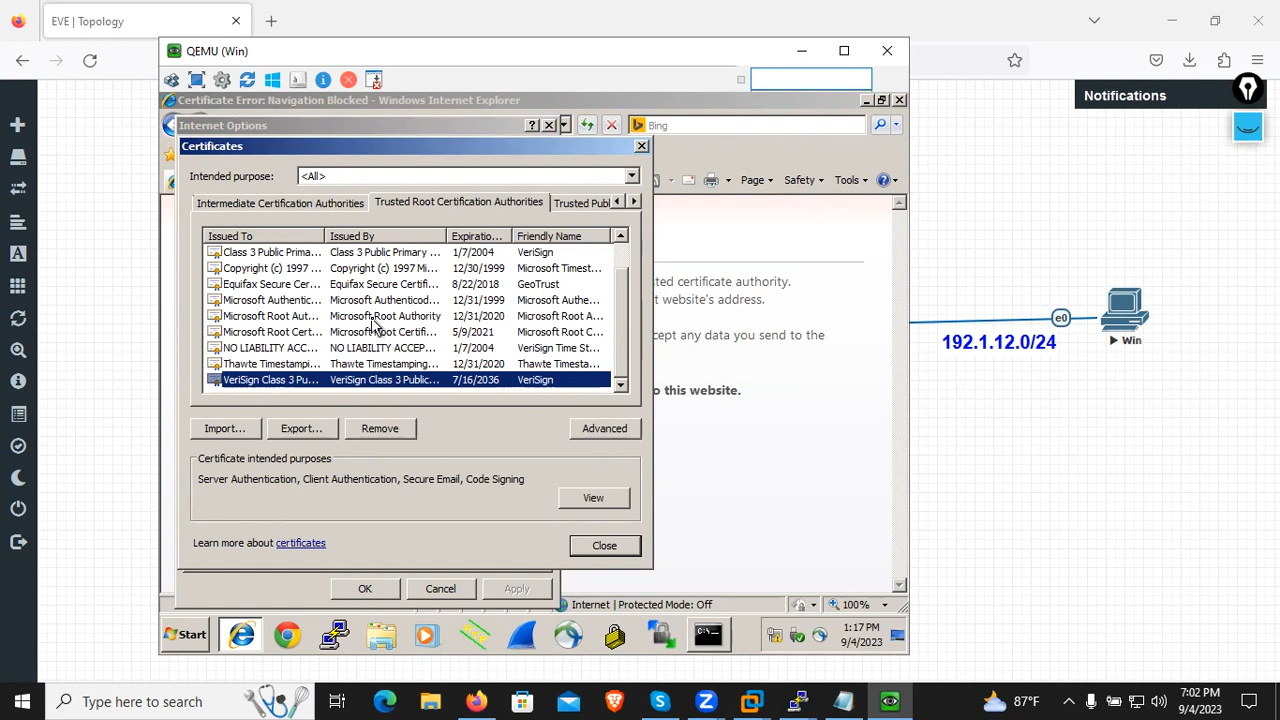 EVE | Topology
QEMU (Win)
Notifications
Certificate Error: Navigation Blocked - Windows Internet Explorer
Internet Options
Bing
Certificates
Intended purpose:
<All>
Page
Safety
Tools
Intermediate Certification Authorities
Trusted Root Certification Authorities
Trusted Publ
Issued To
Issued By
Expiratio...
Friendly Name
Class 3 Public Prima...
Class 3 Public Primary ...
1/7/2004
VeriSign
Copyright (c) 1997 ...
Copyright (c) 1997 Mi...
12/30/1999
Microsoft Timest...
Equifax Secure Cer...
Equifax Secure Certifi...
8/22/2018
GeoTrust
Microsoft Authentic...
Microsoft Authenticod...
12/31/1999
Microsoft Authe...
Microsoft Root Aut...
Microsoft Root Authority
12/31/2020
Microsoft Root A...
Microsoft Root Cert...
Microsoft Root Certifi...
5/9/2021
Microsoft Root C...
NO LIABILITY ACC...
NO LIABILITY ACCEP...
1/7/2004
VeriSign Time St...
Thawte Timestampi...
Thawte Timestamping...
12/31/2020
Thawte Timesta...
VeriSign Class 3 Pu...
VeriSign Class 3 Public...
7/16/2036
VeriSign
sted certificate authority.
t website's address.
cept any data you send to the
o this website.
Import...
Export...
Remove
Advanced
Certificate intended purposes
Server Authentication, Client Authentication, Secure Email, Code Signing
View
Learn more about certificates
Close
OK
Cancel
Apply
Internet | Protected Mode: Off
100%
Start
1:17 PM
9/4/2023
e0
192.1.12.0/24
Win
Type here to search
87°F
7:02 PM
9/4/2023